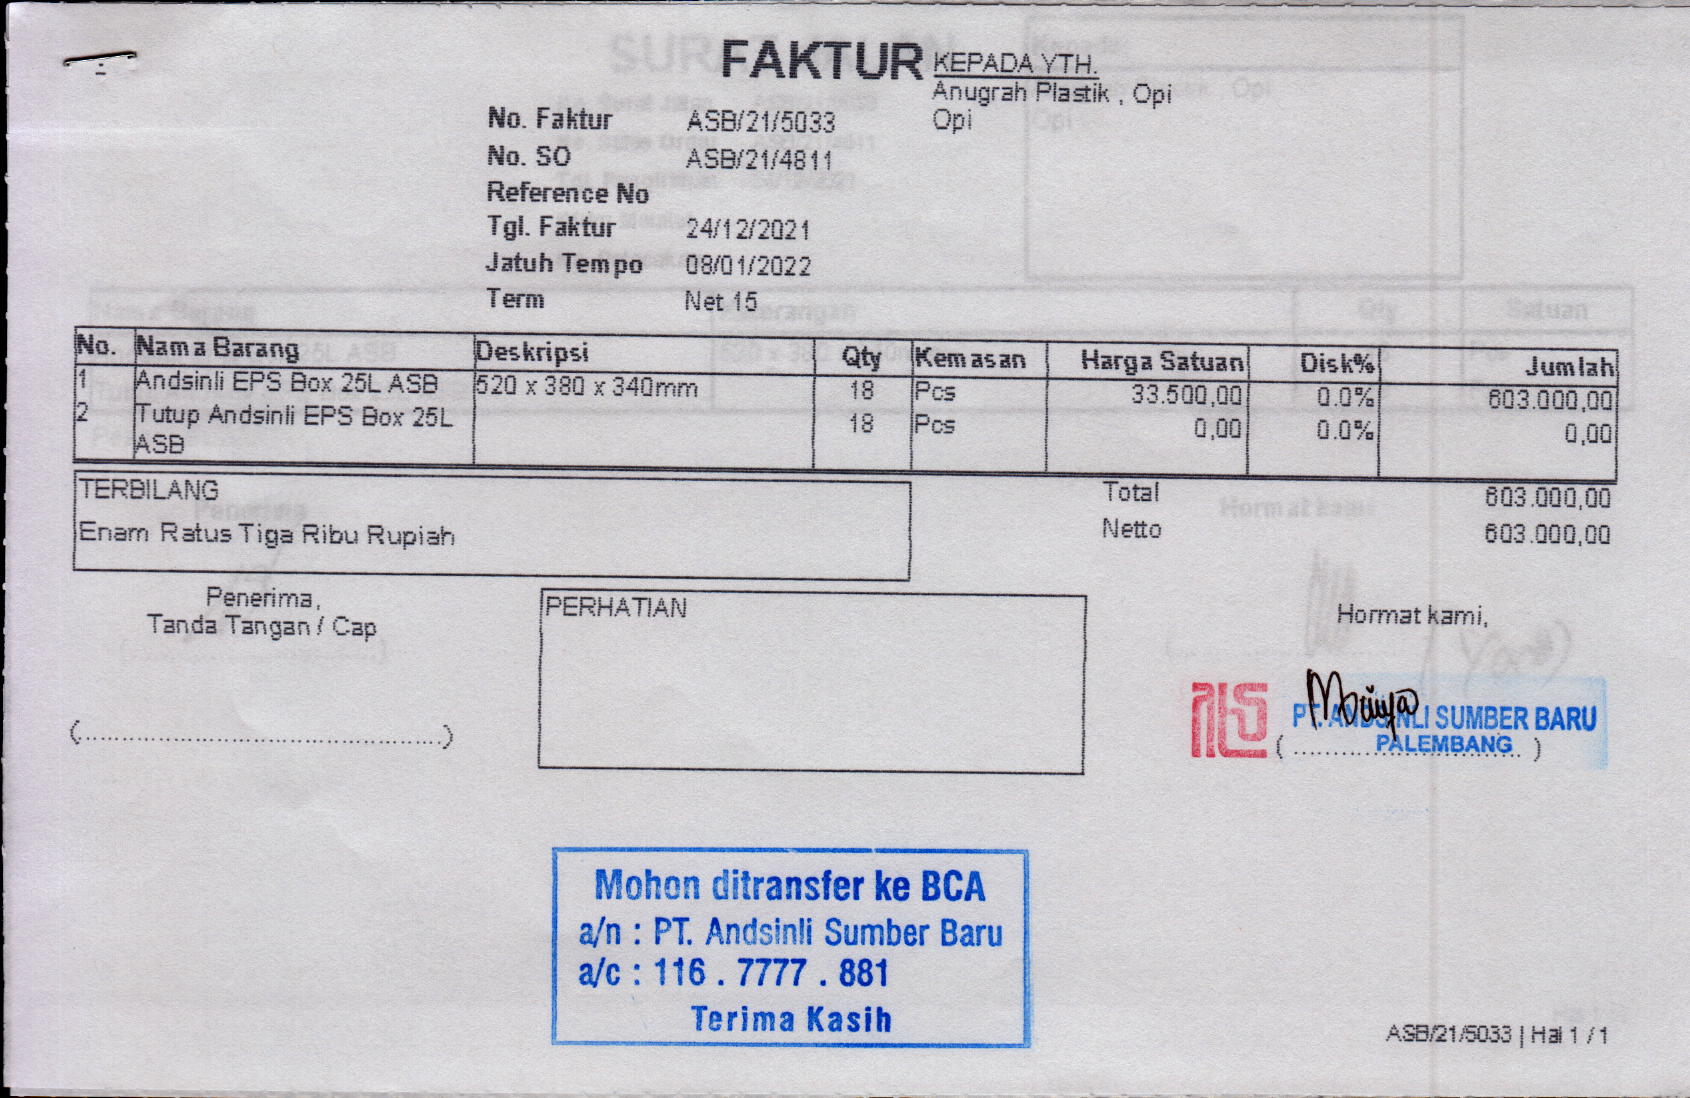 FAKTUR
KEPADA YTH.
Anugrah Plastik , Opi
Opi
No. Faktur ASB/21/5033
No. SO ASB/21/4811
Reference No
Tgl. Faktur 24/12/2021
Jatuh Tempo 08/01/2022
Term Net 15
No. Nama Barang Deskripsi Qty Kemasan Harga Satuan Disk% Jumlah
1 Andsinli EPS Box 25L ASB 520 x 380 x 340mm 18 Pcs 33.500,00 0.0% 603.000,00
2 Tutup Andsinli EPS Box 25L 18 Pcs 0,00 0.0% 0,00
ASB
TERBILANG
Enam Ratus Tiga Ribu Rupiah
Total 603.000,00
Netto 603.000,00
Penerima,
Tanda Tangan / Cap
(..........................................)
PERHATIAN
Hormat kami,
PT. ANDSINLI SUMBER BARU
PALEMBANG
Mohon ditransfer ke BCA
a/n : PT. Andsinli Sumber Baru
a/c : 116 . 7777 . 881
Terima Kasih
ASB/21/5033 | Hal 1 / 1